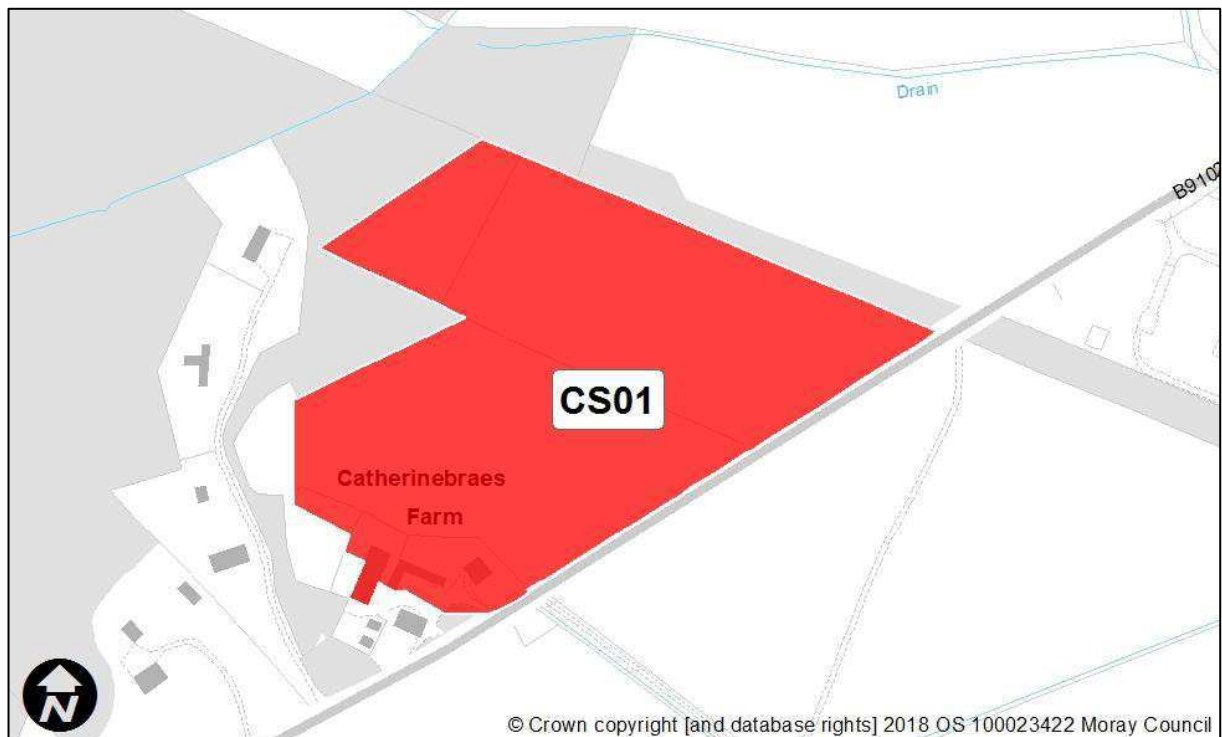 Drain
B9102
CS01
Catherinebraes
Farm
N
© Crown copyright [and database rights] 2018 OS 100023422 Moray Council